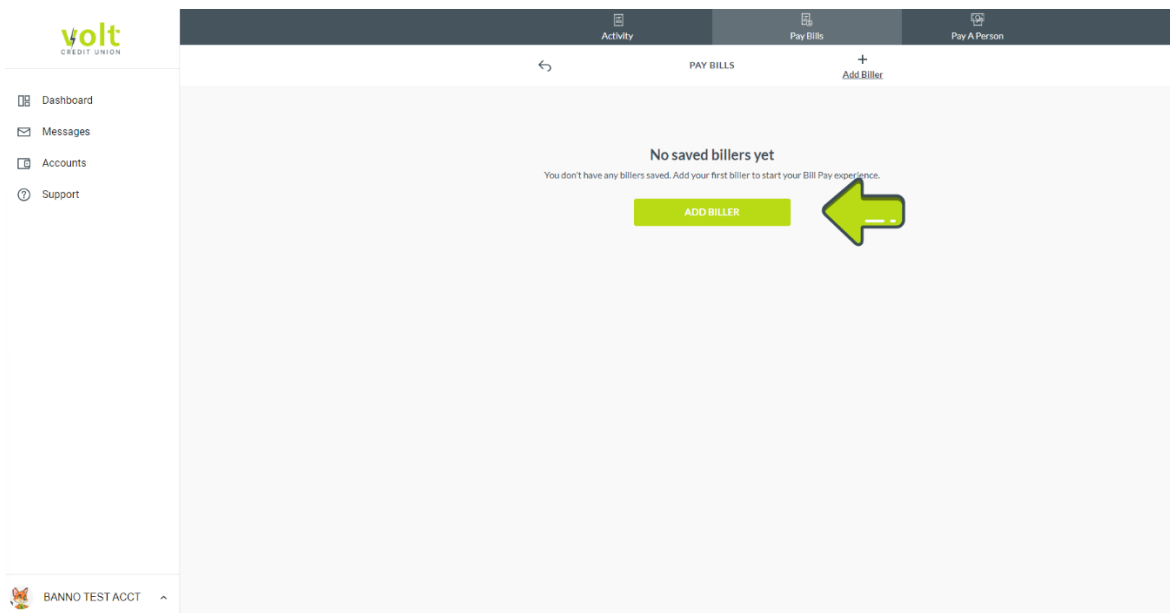 volt
CREDIT UNION
Dashboard
Messages
Accounts
Support
BANNO TEST ACCT
Activity
Pay Bills
Pay A Person
PAY BILLS
+
Add Biller
No saved billers yet
You don't have any billers saved. Add your first biller to start your Bill Pay experience.
ADD BILLER